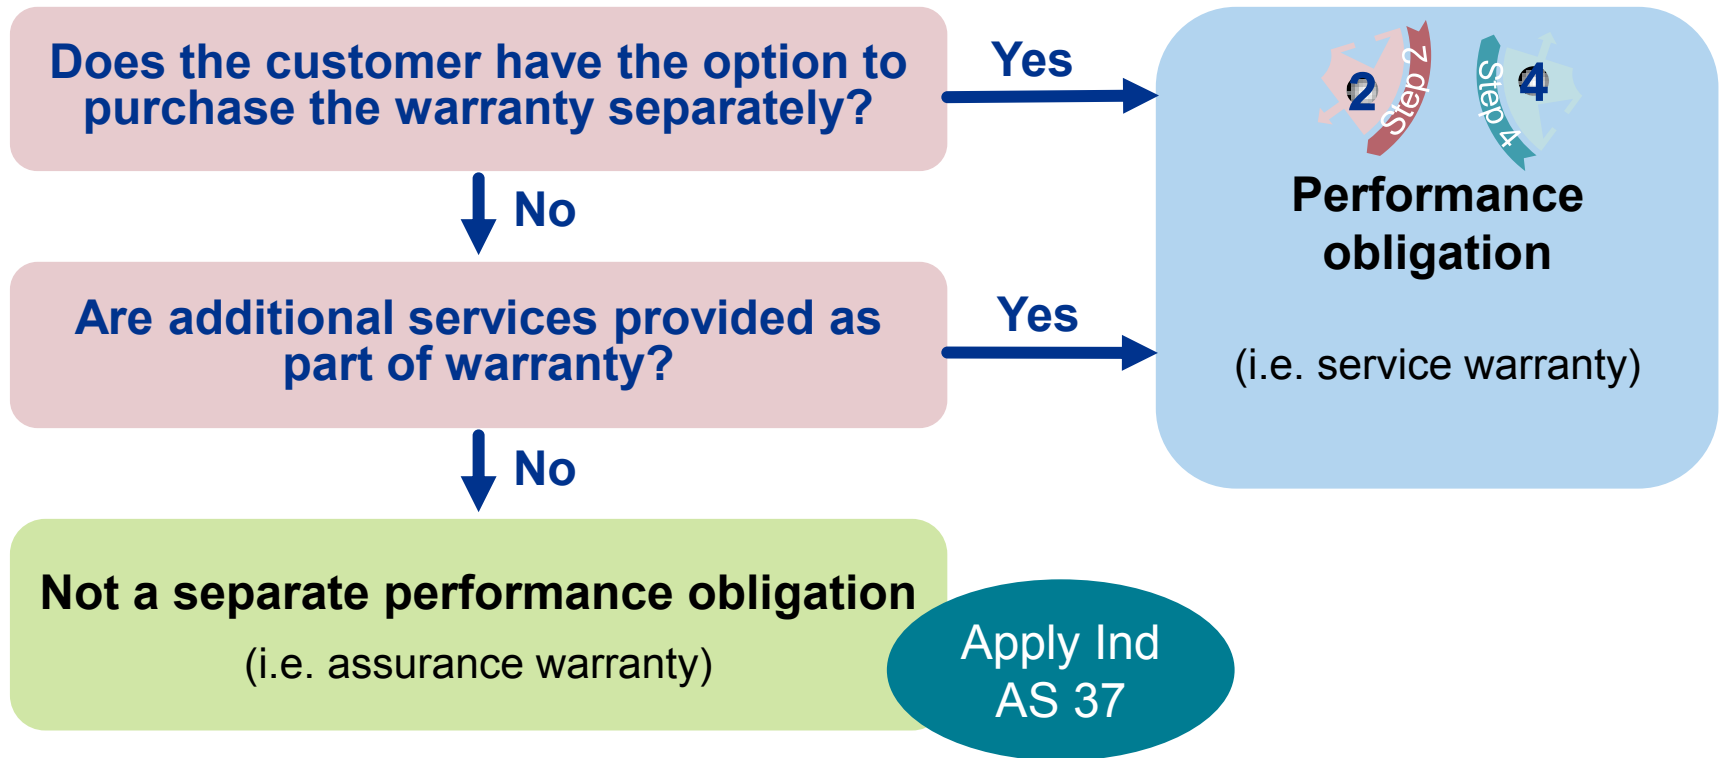 Does the customer have the option to
purchase the warranty separately?
Yes
2
Step 2
Step 4
4
Performance
obligation
(i.e. service warranty)
No
Are additional services provided as
part of warranty?
Yes
No
Not a separate performance obligation
(i.e. assurance warranty)
Apply Ind
AS 37